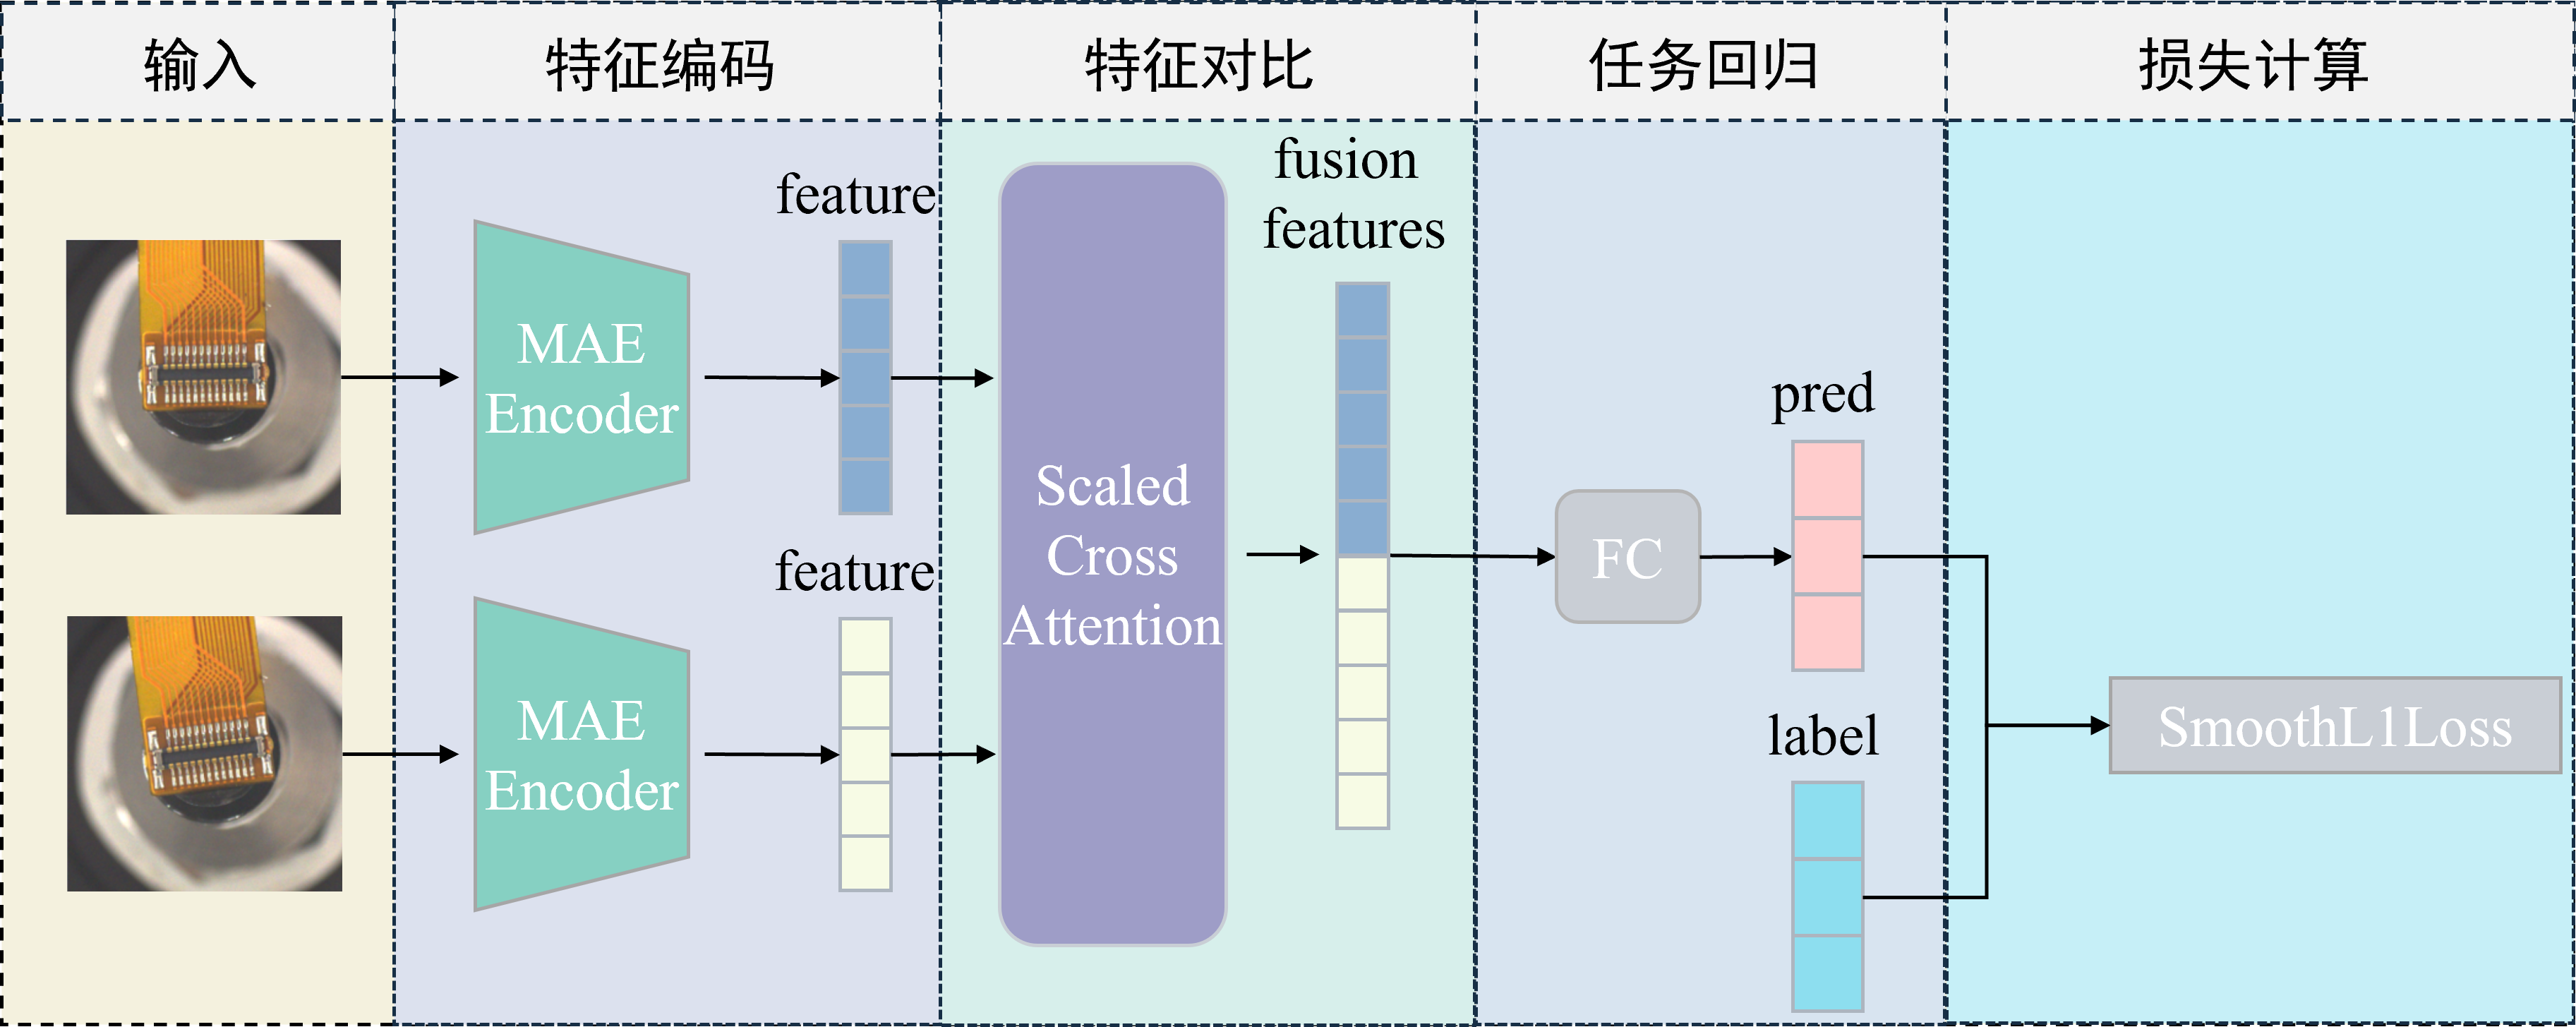 输入
特征编码
特征对比
任务回归
损失计算
feature
MAE
Encoder
feature
MAE
Encoder
Scaled
Cross
Attention
fusion
features
FC
pred
label
SmoothL1Loss